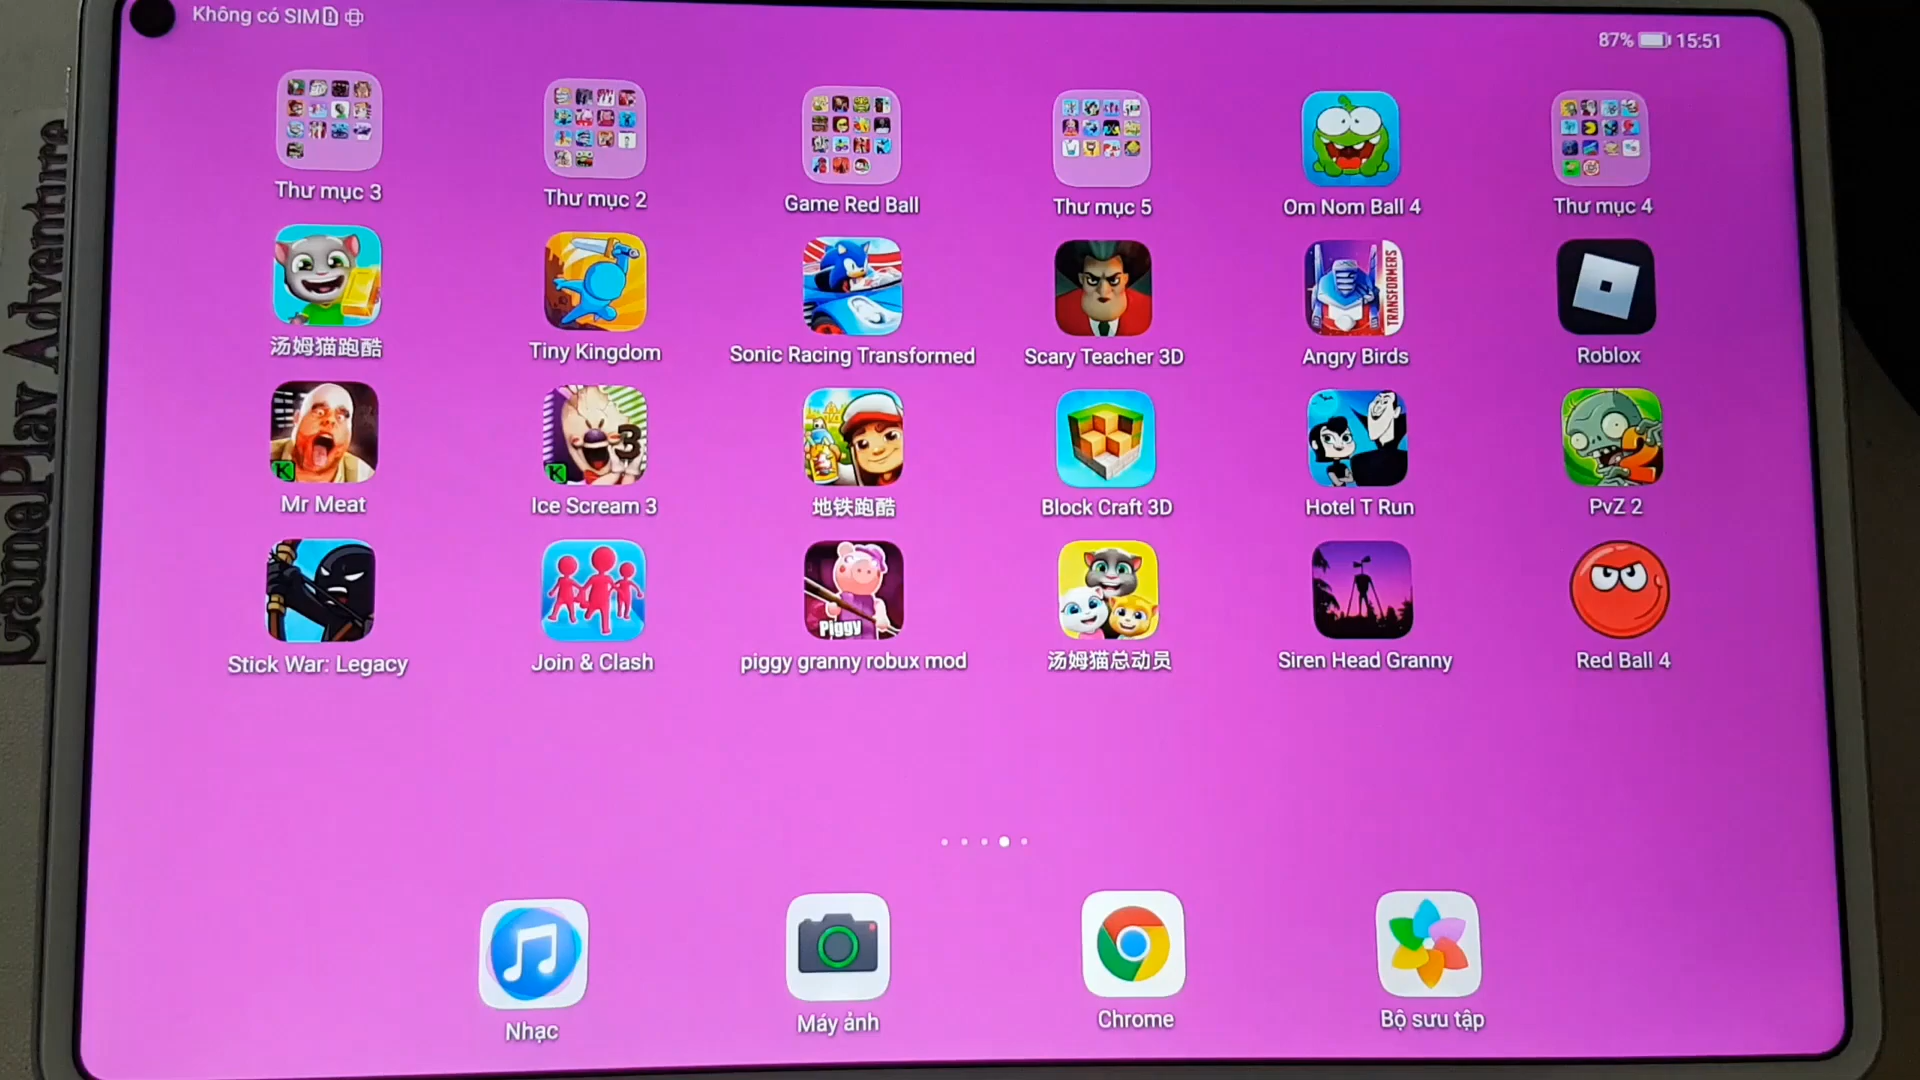 Không có SIM
87% 15:51
Thư mục 3
Thư mục 2
Game Red Ball
Thư mục 5
Om Nom Ball 4
Thư mục 4
汤姆猫跑酷
Tiny Kingdom
Sonic Racing Transformed
Scary Teacher 3D
TRANSFORMERS
Angry Birds
Roblox
K
Mr Meat
K
3
Ice Scream 3
地铁跑酷
Block Craft 3D
Hotel T Run
2
PvZ 2
Stick War: Legacy
Join & Clash
Piggy
piggy granny robux mod
汤姆猫总动员
Siren Head Granny
Red Ball 4
Nhạc
Máy ảnh
Chrome
Bộ sưu tập
GamePlay Adventure